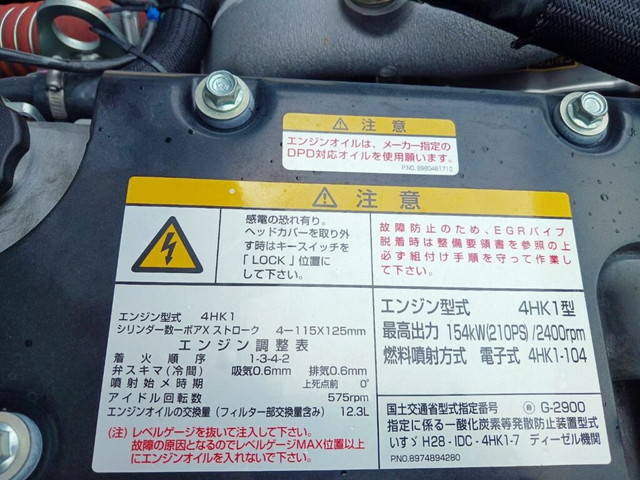 ⚠ 注意
エンジンオイルは、メーカー指定の
DPD対応オイルを使用願います。
P.NO. 8980481710
⚠ 注意
感電の恐れ有り。
ヘッドカバーを取り外
す時はキースイッチを
「LOCK」位置に
して下さい。
故障防止のため、EGRパイプ
脱着時は整備要領書を参照の上
必ず組付け手順を守って作業し
て下さい。
エンジン型式 4HK1
シリンダ数ーボアXストローク 4ー115X125mm
エンジン調整表
着火順序 1-3-4-2
弁スキマ(冷間) 吸気0.6mm 排気0.6mm
噴射始メ時期 上死点前 0°
アイドル回転数 575rpm
エンジンオイルの交換量(フィルター部交換量含み) 12.3L
(注)レベルゲージを抜いて注入して下さい。
故障の原因となるのでレベルゲージMAX位置以上
にエンジンオイルを入れないで下さい。
エンジン型式 4HK1型
最高出力 154kW(210PS)/2400rpm
燃料噴射方式 電子式 4HK1-104
国土交通省型式指定番号 G-2900
指定に係る一酸化炭素等発散防止装置型式
いすゞ H28-IDC-4HK1-7 ディーゼル機関
P.NO.8974894280